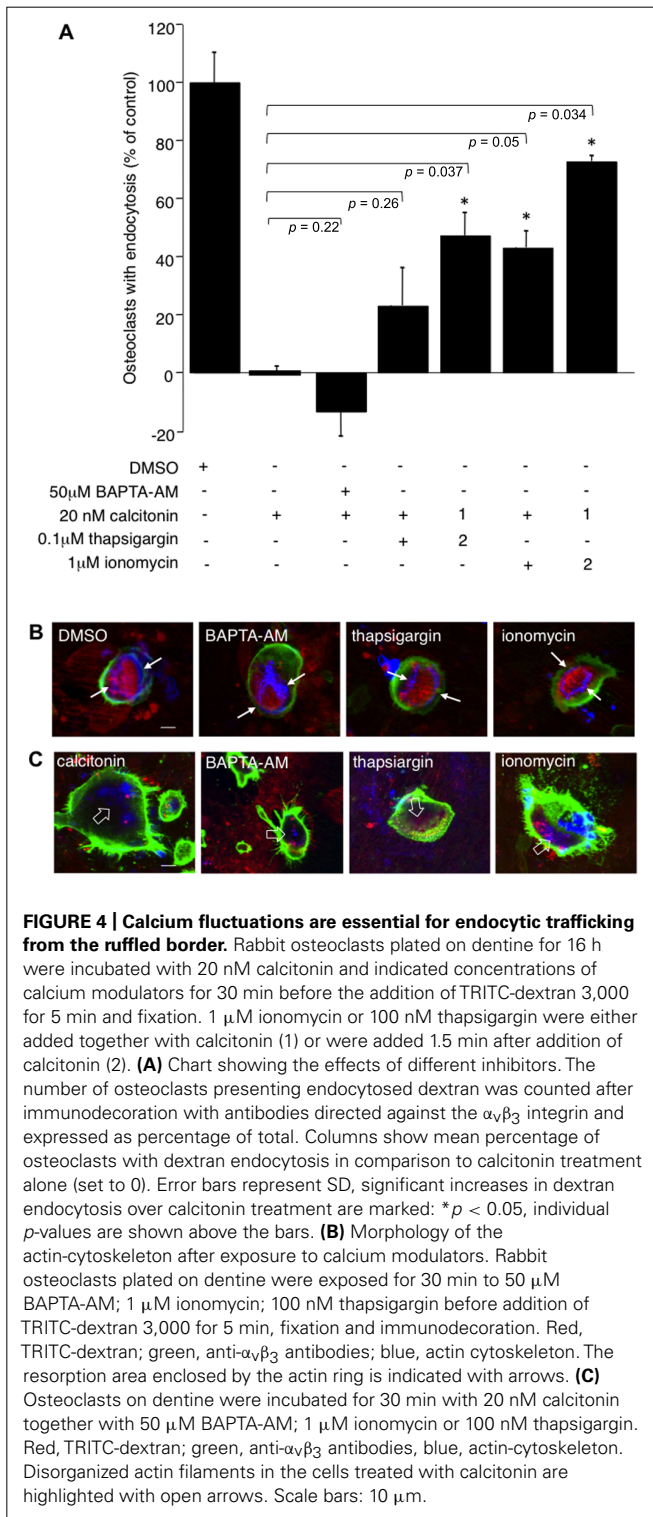 A
Osteoclasts with endocytosis (% of control)
120
100
80
60
40
20
0
-20
p = 0.034
p = 0.05
*
p = 0.037
*
*
p = 0.26
p = 0.22
DMSO + - - - - - -
50µM BAPTA-AM - - + - - - -
20 nM calcitonin - + + + 1 + 1
0.1µM thapsigargin - - - + 2 - -
1µM ionomycin - - - - - + 2
B DMSO BAPTA-AM thapsigargin ionomycin
C calcitonin BAPTA-AM thapsiargin ionomycin
FIGURE 4 | Calcium fluctuations are essential for endocytic trafficking
from the ruffled border. Rabbit osteoclasts plated on dentine for 16 h
were incubated with 20 nM calcitonin and indicated concentrations of
calcium modulators for 30 min before the addition of TRITC-dextran 3,000
for 5 min and fixation. 1 μM ionomycin or 100 nM thapsigargin were either
added together with calcitonin (1) or were added 1.5 min after addition of
calcitonin (2). (A) Chart showing the effects of different inhibitors. The
number of osteoclasts presenting endocytosed dextran was counted after
immunodecoration with antibodies directed against the αvβ3 integrin and
expressed as percentage of total. Columns show mean percentage of
osteoclasts with dextran endocytosis in comparison to calcitonin treatment
alone (set to 0). Error bars represent SD, significant increases in dextran
endocytosis over calcitonin treatment are marked: *p < 0.05, individual
p-values are shown above the bars. (B) Morphology of the
actin-cytoskeleton after exposure to calcium modulators. Rabbit
osteoclasts plated on dentine were exposed for 30 min to 50 μM
BAPTA-AM; 1 μM ionomycin; 100 nM thapsigargin before addition of
TRITC-dextran 3,000 for 5 min, fixation and immunodecoration. Red,
TRITC-dextran; green, anti-αvβ3 antibodies; blue, actin cytoskeleton. The
resorption area enclosed by the actin ring is indicated with arrows. (C)
Osteoclasts on dentine were incubated for 30 min with 20 nM calcitonin
together with 50 μM BAPTA-AM; 1 μM ionomycin or 100 nM thapsigargin.
Red, TRITC-dextran; green, anti-αvβ3 antibodies, blue, actin-cytoskeleton.
Disorganized actin filaments in the cells treated with calcitonin are
highlighted with open arrows. Scale bars: 10 μm.